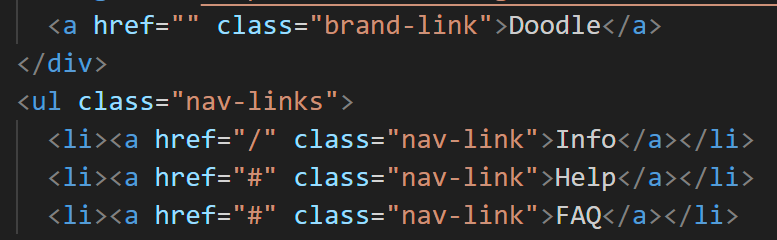 <a href="" class="brand-link">Doodle</a>
</div>
<ul class="nav-links">
<li><a href="/" class="nav-link">Info</a></li>
<li><a href="#" class="nav-link">Help</a></li>
<li><a href="#" class="nav-link">FAQ</a></li>